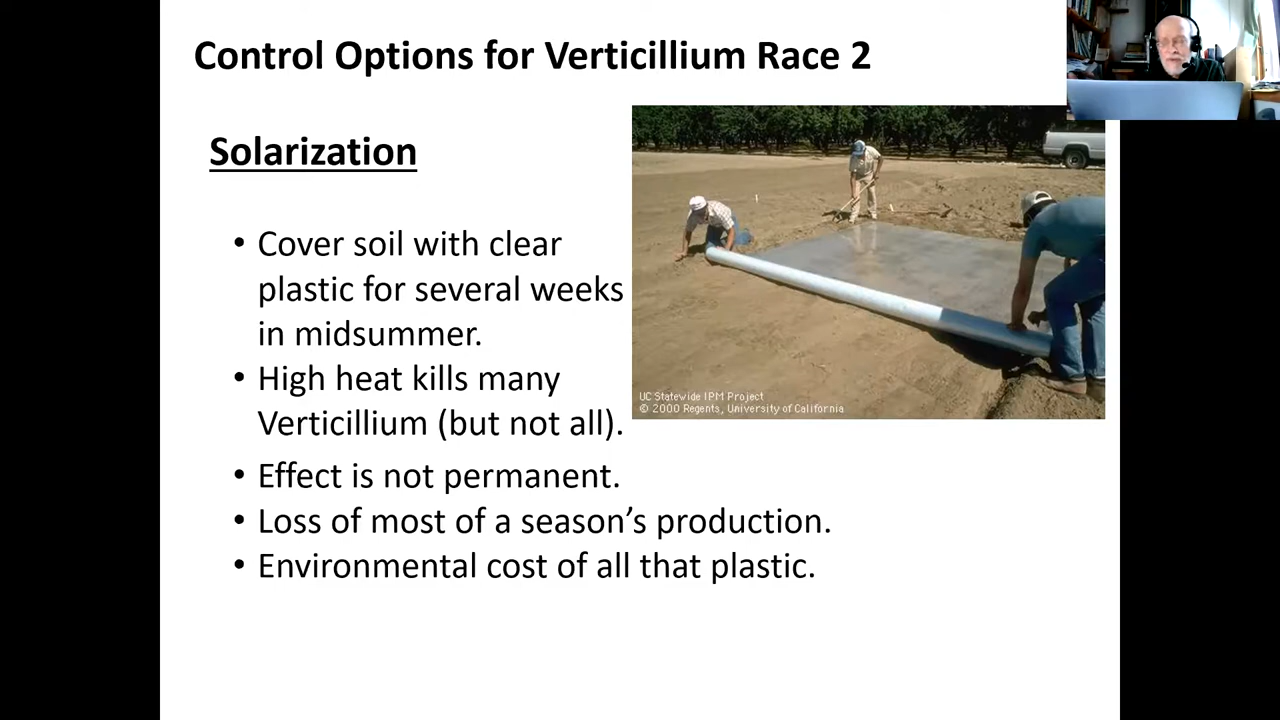 Control Options for Verticillium Race 2
Solarization
• Cover soil with clear
plastic for several weeks
in midsummer.
• High heat kills many
Verticillium (but not all).
• Effect is not permanent.
• Loss of most of a season’s production.
• Environmental cost of all that plastic.
UC Statewide IPM Project
© 2000 Regents, University of California